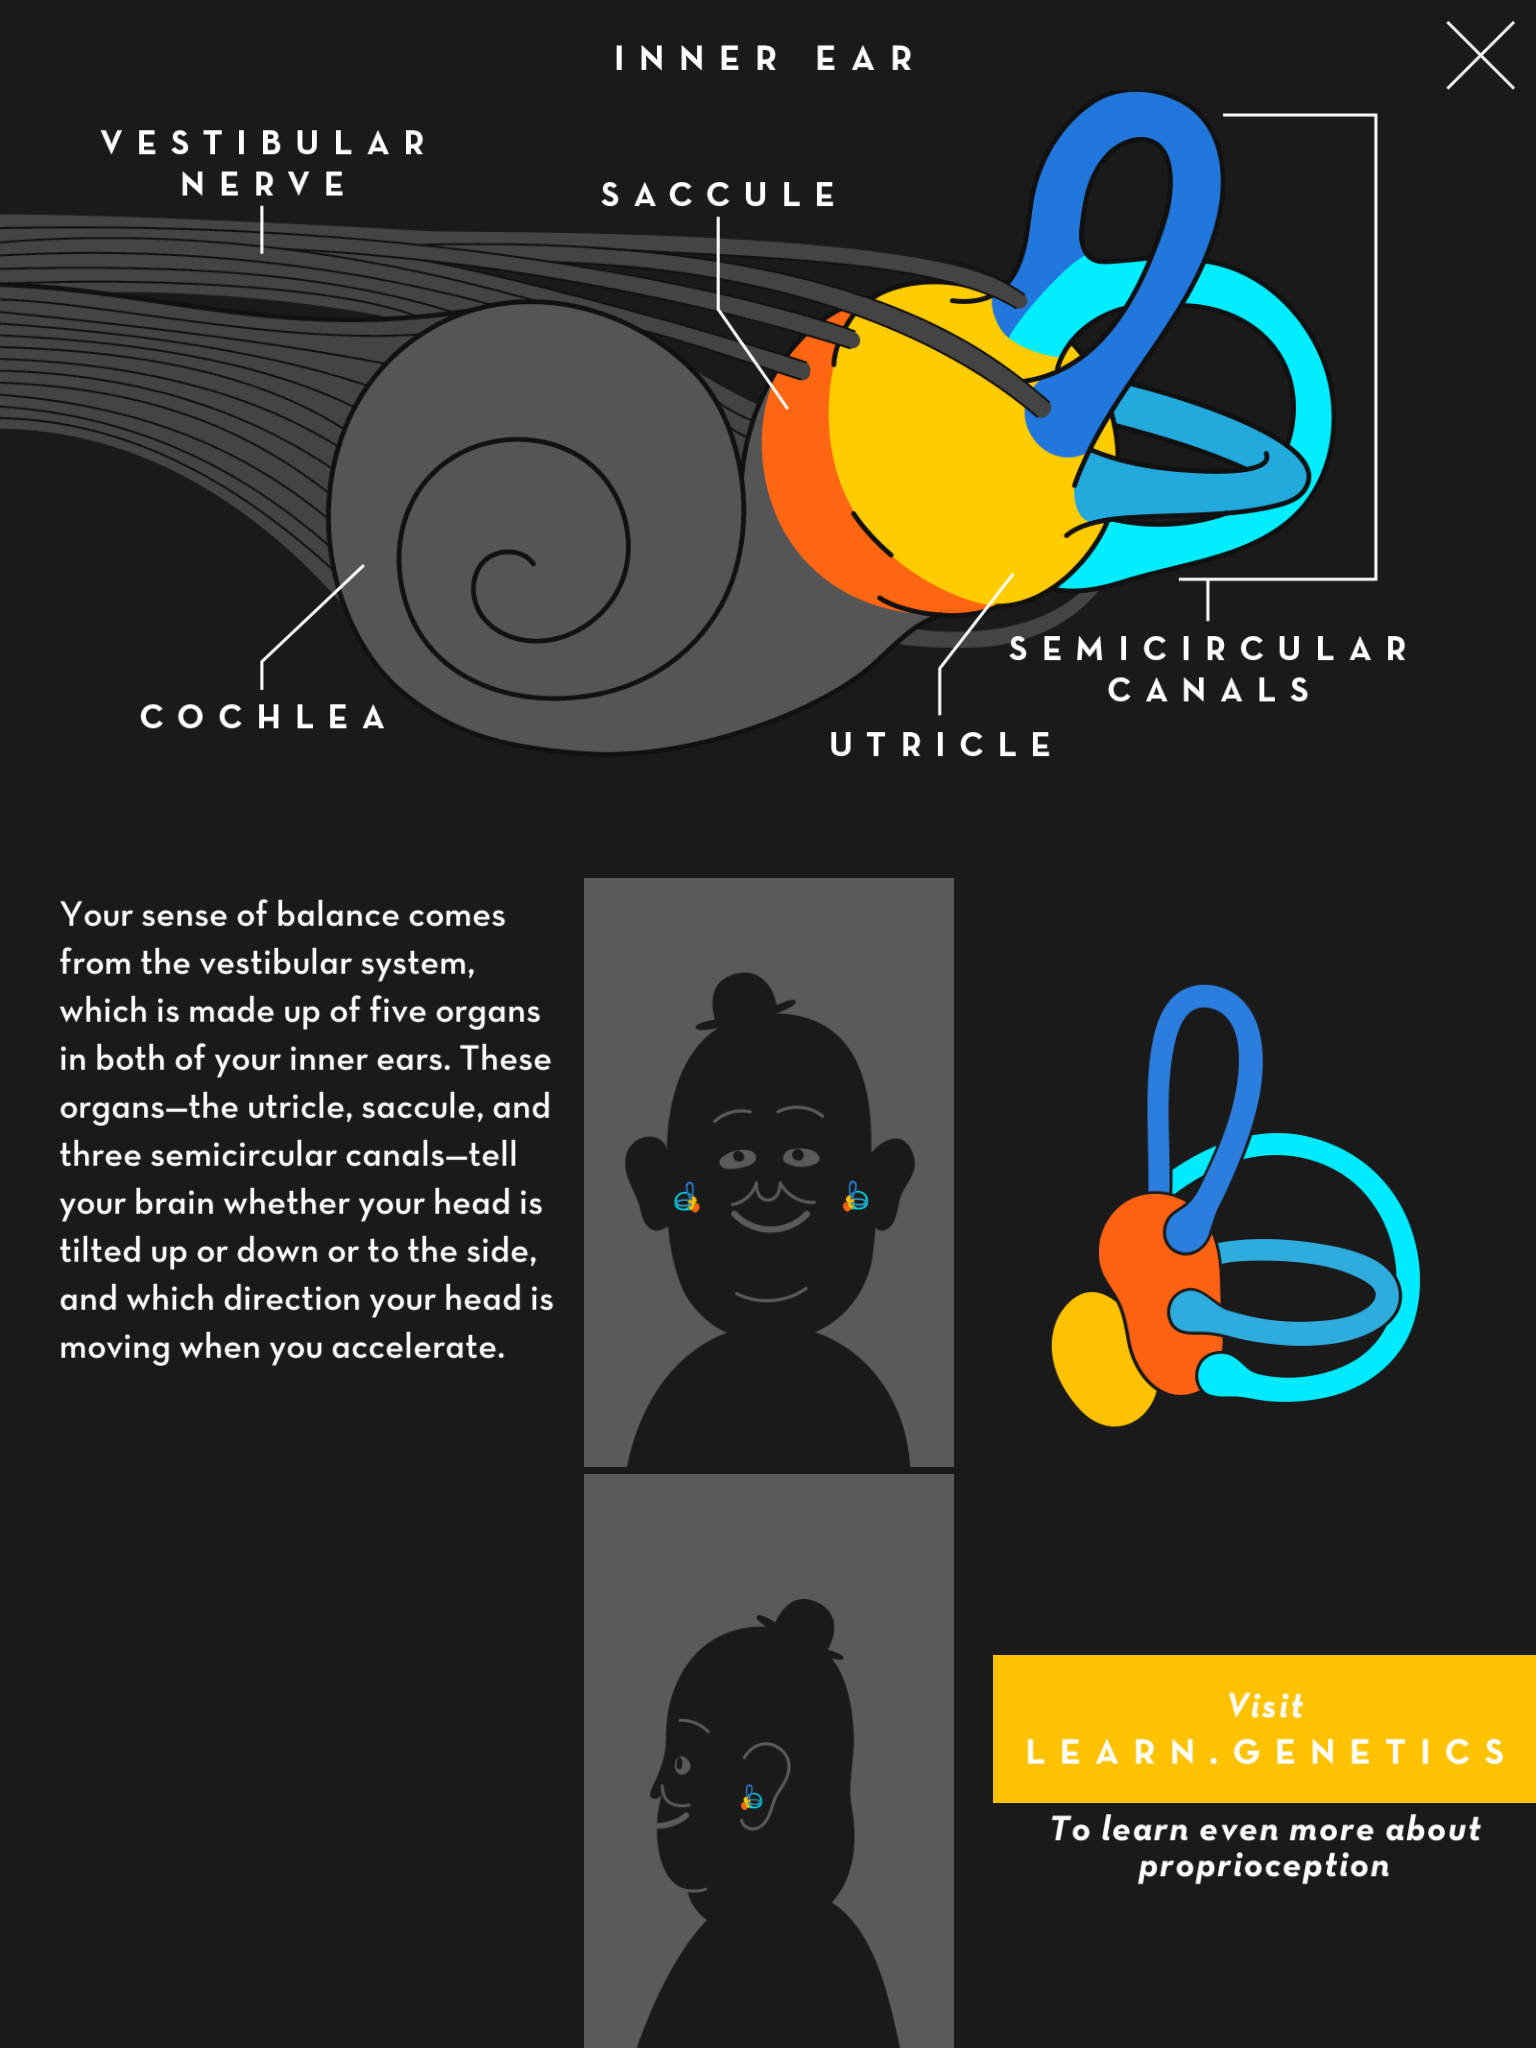 INNER EAR
VESTIBULAR
NERVE
SACCULE
SEMICIRCULAR
CANALS
COCHLEA
UTRICLE
Your sense of balance comes
from the vestibular system,
which is made up of five organs
in both of your inner ears. These
organs—the utricle, saccule, and
three semicircular canals—tell
your brain whether your head is
tilted up or down or to the side,
and which direction your head is
moving when you accelerate.
Visit
LEARN.GENETICS
To learn even more about
proprioception